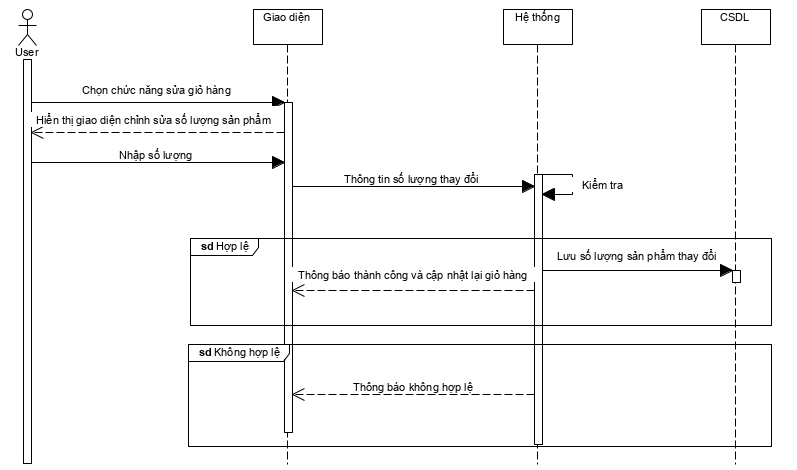 Giao diện
Hệ thống
CSDL
User
Chọn chức năng sửa giỏ hàng
Hiển thị giao diện chỉnh sửa số lượng sản phẩm
Nhập số lượng
Thông tin số lượng thay đổi
Kiểm tra
sd Hợp lệ
Lưu số lượng sản phẩm thay đổi
Thông báo thành công và cập nhật lại giỏ hàng
sd Không hợp lệ
Thông báo không hợp lệ